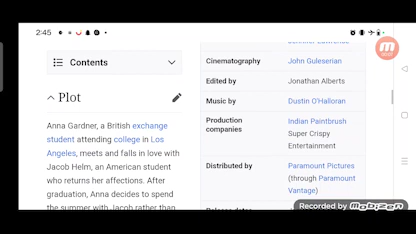 2:45
Contents
Plot
Anna Gardner, a British exchange
student attending college in Los
Angeles, meets and falls in love with
Jacob Helm, an American student
who returns her affections. After
graduation, Anna decides to spend
the summer with Jacob rather than
Jennifer Lawrence
Cinematography John Guleserian
Edited by Jonathan Alberts
Music by Dustin O'Halloran
Production Indian Paintbrush
companies Super Crispy
Entertainment
Distributed by Paramount Pictures
(through Paramount
Vantage)
Recorded by MOBIZEN